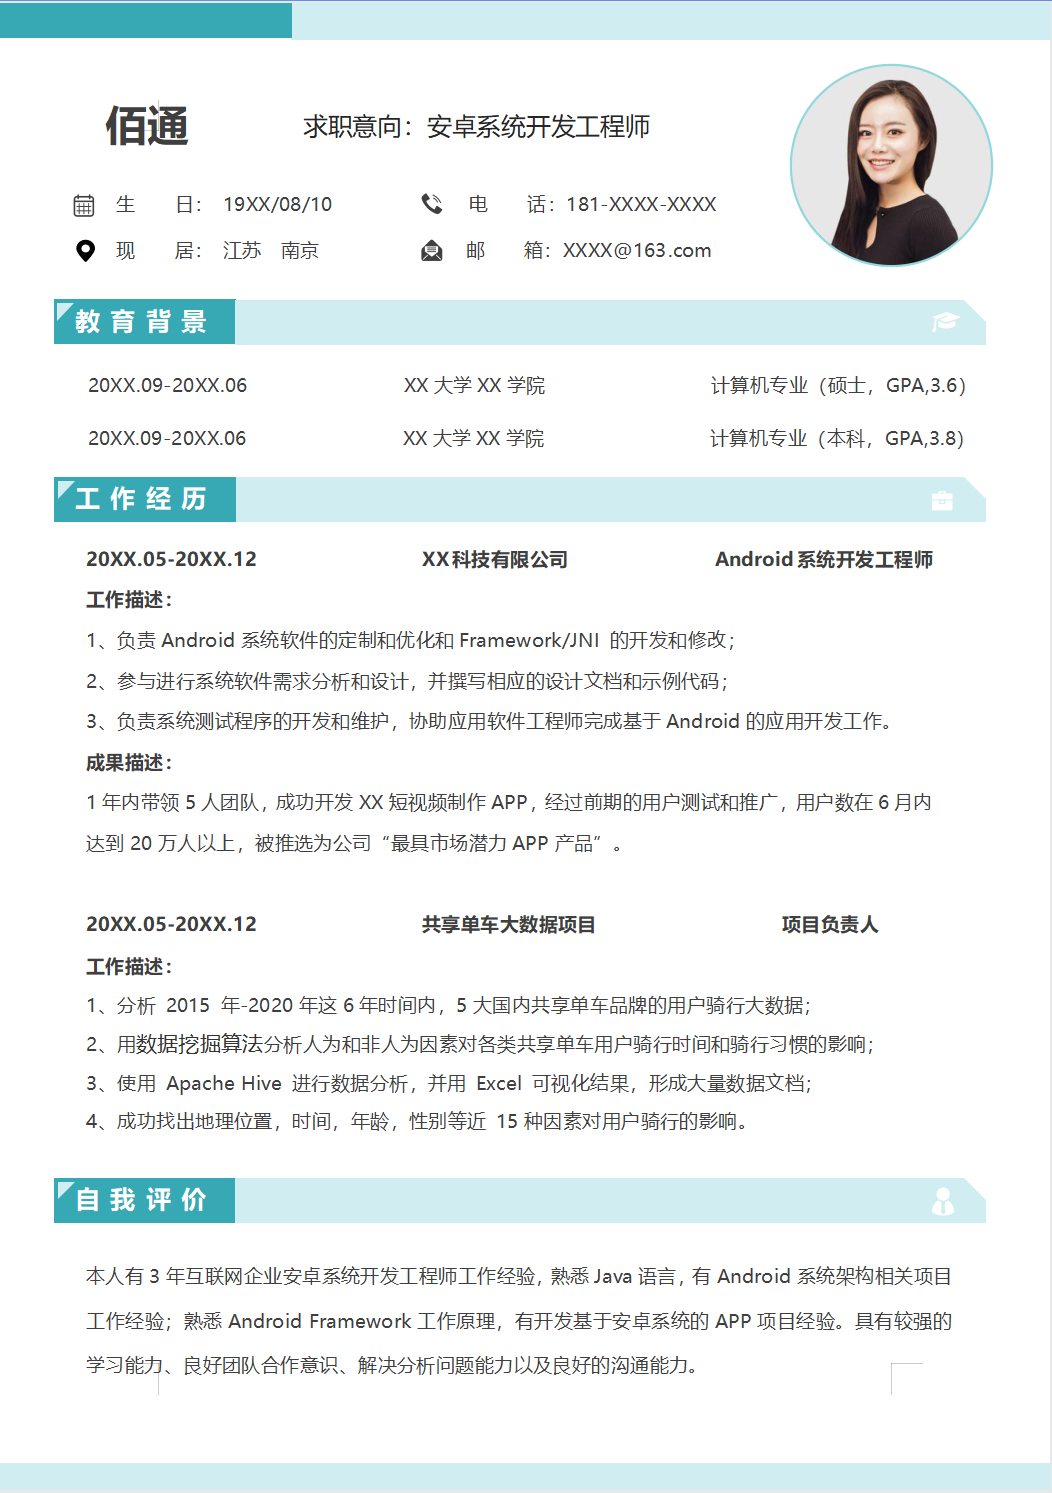 佰通
求职意向：安卓系统开发工程师
生 日： 19XX/08/10 电 话：181-XXXX-XXXX
现 居： 江苏 南京 邮 箱：XXXX@163.com
教育背景
20XX.09-20XX.06 XX 大学 XX 学院 计算机专业（硕士，GPA,3.6）
20XX.09-20XX.06 XX 大学 XX 学院 计算机专业（本科，GPA,3.8）
工作经历
20XX.05-20XX.12 XX科技有限公司 Android 系统开发工程师
工作描述：
1、负责 Android 系统软件的定制和优化和 Framework/JNI 的开发和修改；
2、参与进行系统软件需求分析和设计，并撰写相应的设计文档和示例代码；
3、负责系统测试程序的开发和维护，协助应用软件工程师完成基于 Android 的应用开发工作。
成果描述：
1 年内带领 5 人团队，成功开发 XX 短视频制作 APP，经过前期的用户测试和推广，用户数在 6 月内
达到 20 万人以上，被推选为公司“最具市场潜力 APP 产品”。
20XX.05-20XX.12 共享单车大数据项目 项目负责人
工作描述：
1、分析 2015 年-2020 年这 6 年时间内，5 大国内共享单车品牌的用户骑行大数据；
2、用数据挖掘算法分析人为和非人为因素对各类共享单车用户骑行时间和骑行习惯的影响；
3、使用 Apache Hive 进行数据分析，并用 Excel 可视化结果，形成大量数据文档；
4、成功找出地理位置，时间，年龄，性别等近 15 种因素对用户骑行的影响。
自我评价
本人有 3 年互联网企业安卓系统开发工程师工作经验，熟悉 Java 语言，有 Android 系统架构相关项目
工作经验；熟悉 Android Framework 工作原理，有开发基于安卓系统的 APP 项目经验。具有较强的
学习能力、良好团队合作意识、解决分析问题能力以及良好的沟通能力。